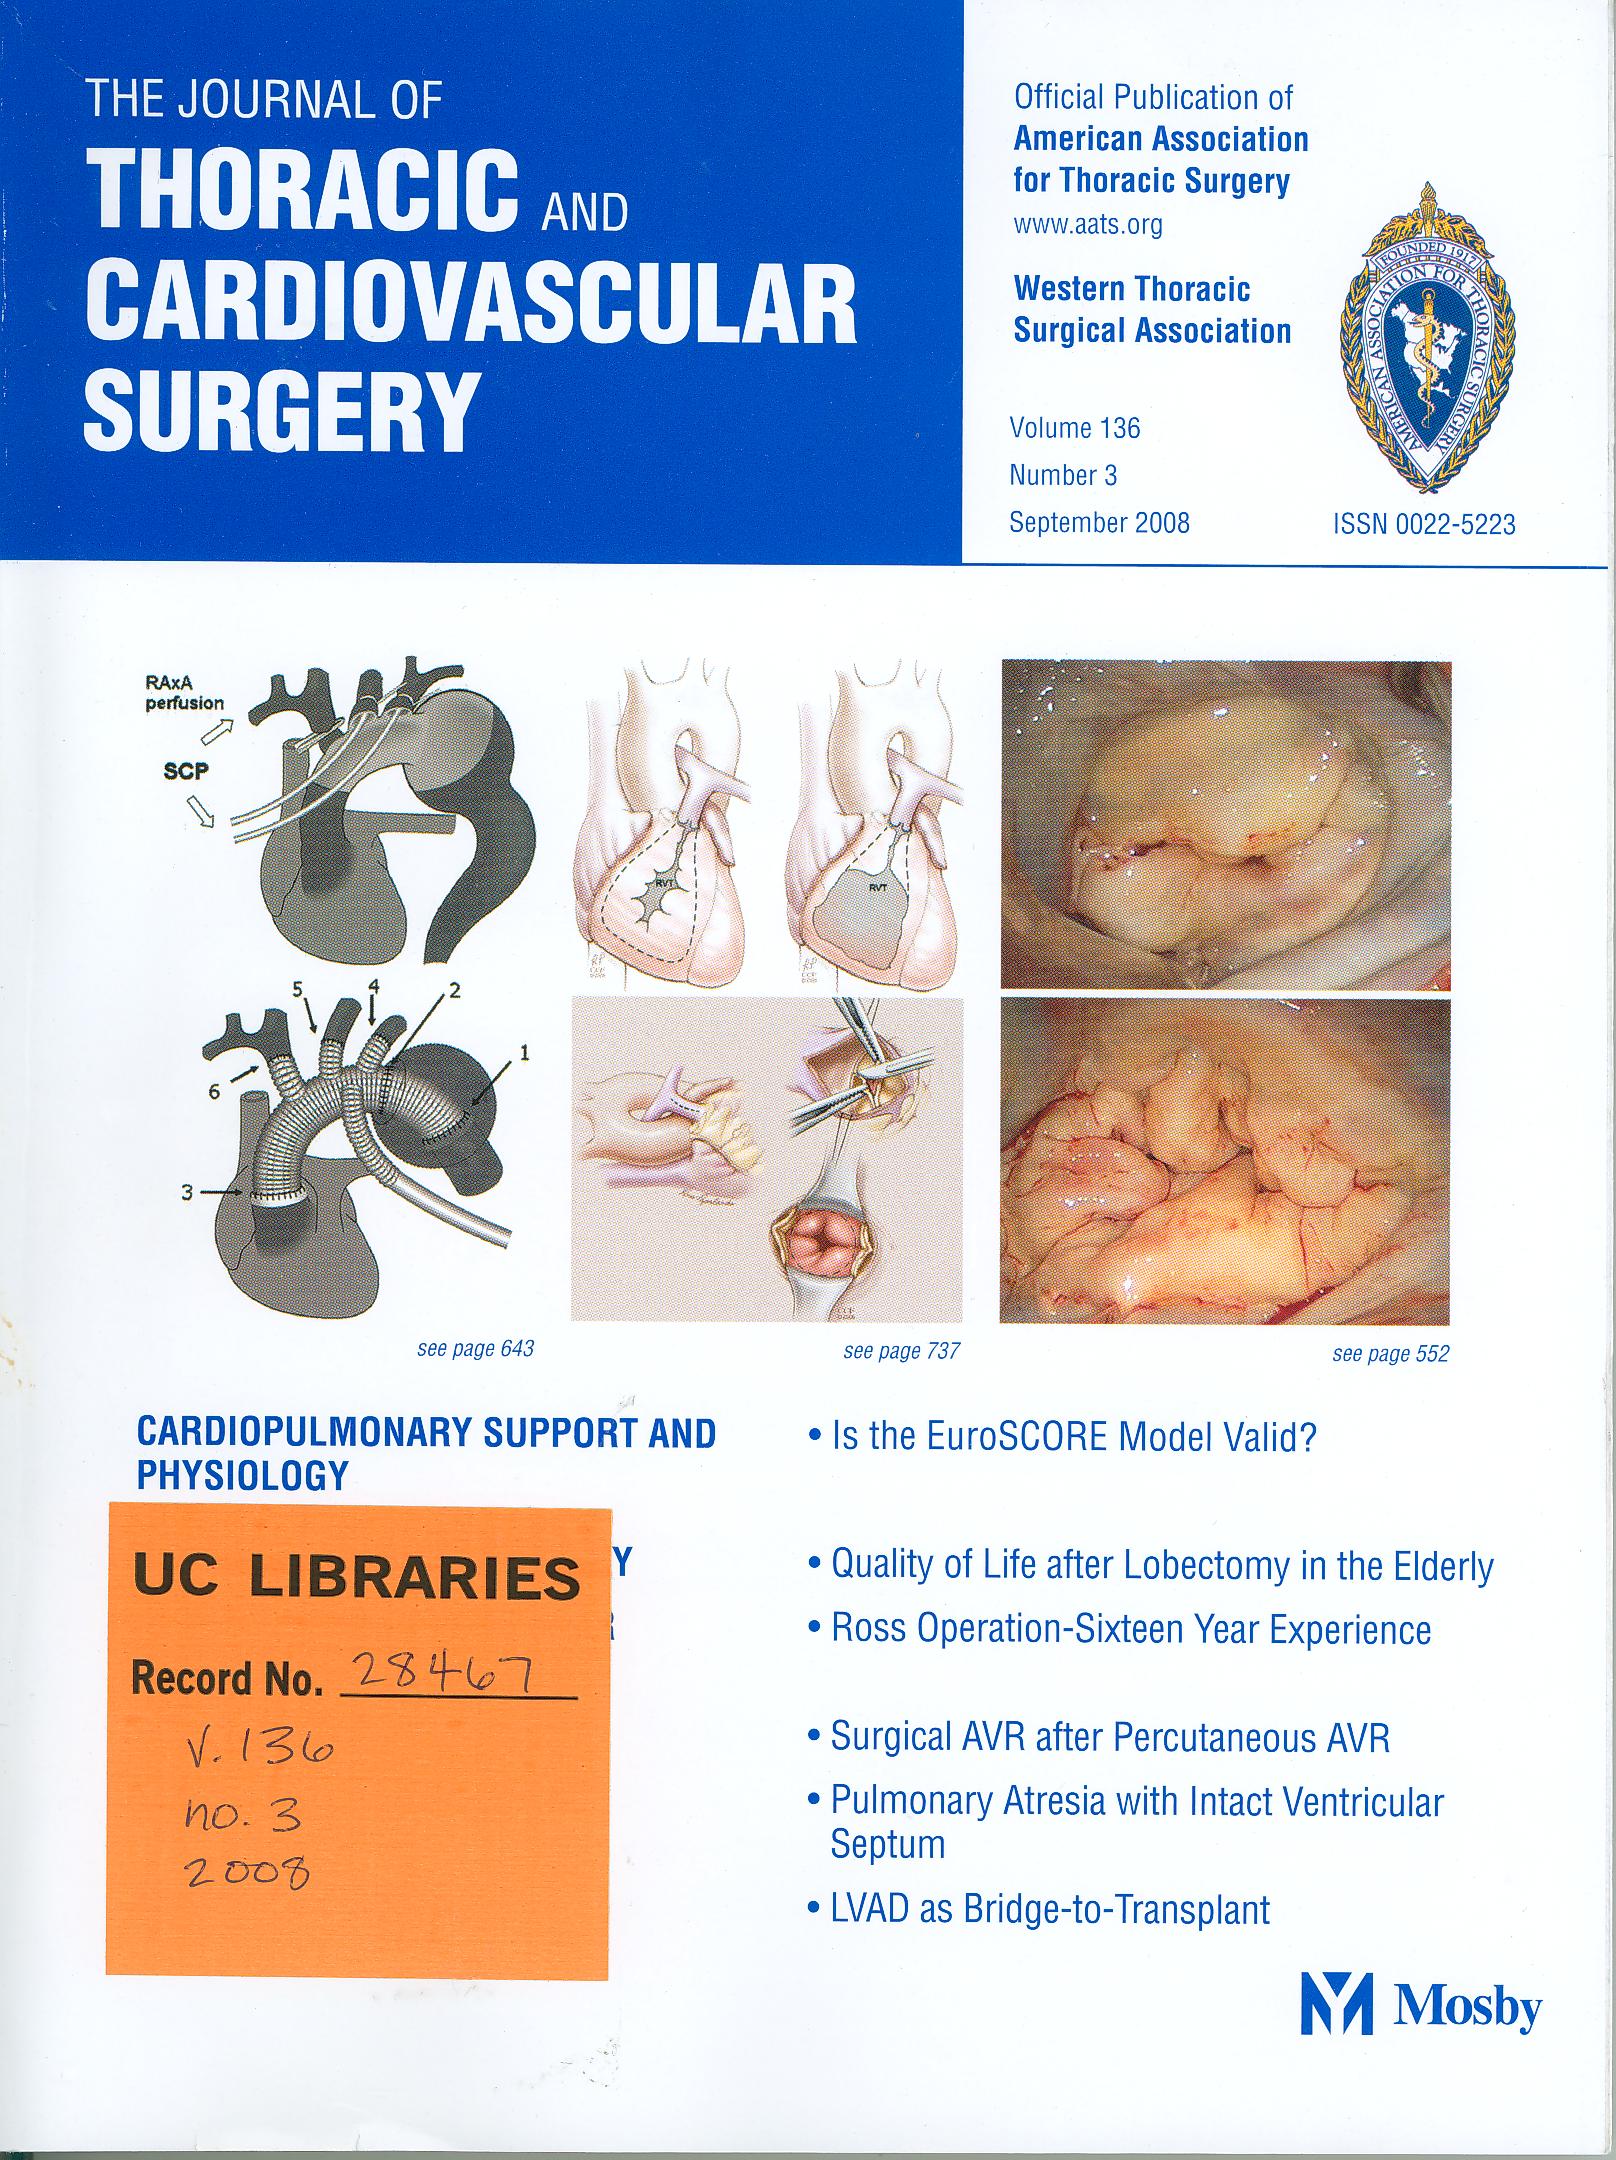 THE JOURNAL OF
THORACIC AND
CARDIOVASCULAR
SURGERY
Official Publication of
American Association
for Thoracic Surgery
www.aats.org
Western Thoracic
Surgical Association
Volume 136
Number 3
September 2008
FOUNDED 1917
AMERICAN ASSOCIATION FOR THORACIC SURGERY
ISSN 0022-5223
RAxA
perfusion
SCP
RVT
RVT
5
4
2
1
6
3
see page 643
see page 737
see page 552
CARDIOPULMONARY SUPPORT AND
PHYSIOLOGY
• Is the EuroSCORE Model Valid?
Y
• Quality of Life after Lobectomy in the Elderly
• Ross Operation-Sixteen Year Experience
• Surgical AVR after Percutaneous AVR
• Pulmonary Atresia with Intact Ventricular
Septum
• LVAD as Bridge-to-Transplant
UC LIBRARIES
Record No. 28467
v. 136
no. 3
2008
Mosby